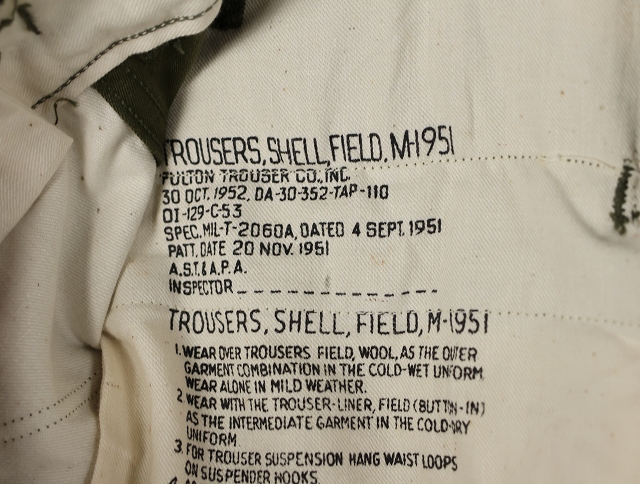 TROUSERS, SHELL, FIELD, M-1951
FULTON TROUSER CO., INC.
30 OCT. 1952, DA-30-352-TAP-110
OI-129-C-53
SPEC. MIL-T-2060A, DATED 4 SEPT. 1951
PATT. DATE 20 NOV. 1951
A.S.T. & A.P.A.
INSPECTOR _ _ _ _ _ _ _ _ _ _ _ _ _
TROUSERS, SHELL, FIELD, M-1951
1. WEAR OVER TROUSERS FIELD, WOOL, AS THE OUTER
GARMENT COMBINATION IN THE COLD-WET UNIFORM.
WEAR ALONE IN MILD WEATHER.
2 WEAR WITH THE TROUSER-LINER, FIELD (BUTTON-IN)
AS THE INTERMEDIATE GARMENT IN THE COLD-DRY
UNIFORM.
3. FOR TROUSER SUSPENSION HANG WAIST LOOPS
ON SUSPENDER HOOKS.